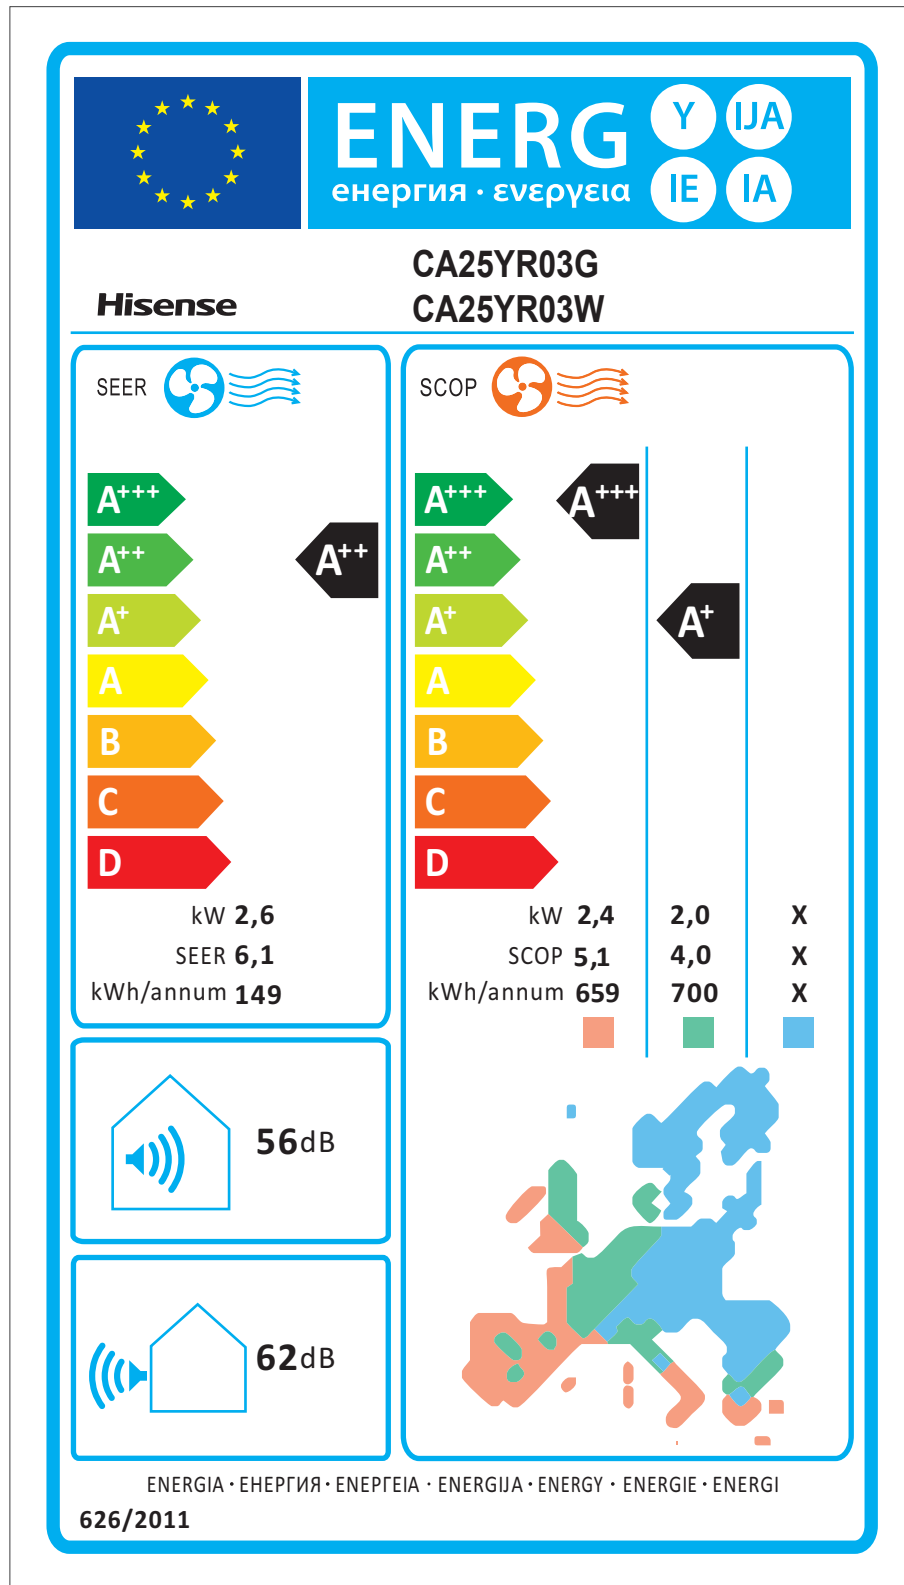 ENERG Y IJA
енергия · ενεργεια IE IA
CA25YR03G
Hisense CA25YR03W
SEER
SCOP
A+++
A++
A+
A
B
C
D
A++
kW 2,6
SEER 6,1
kWh/annum 149
A+++
A++
A+
A
B
C
D
A+++
A+
kW 2,4 2,0 X
SCOP 5,1 4,0 X
kWh/annum 659 700 X
56dB
62dB
ENERGIA · ЕНЕРГИЯ · ΕΝΕΡΓΕΙΑ · ENERGIJA · ENERGY · ENERGIE · ENERGI
626/2011